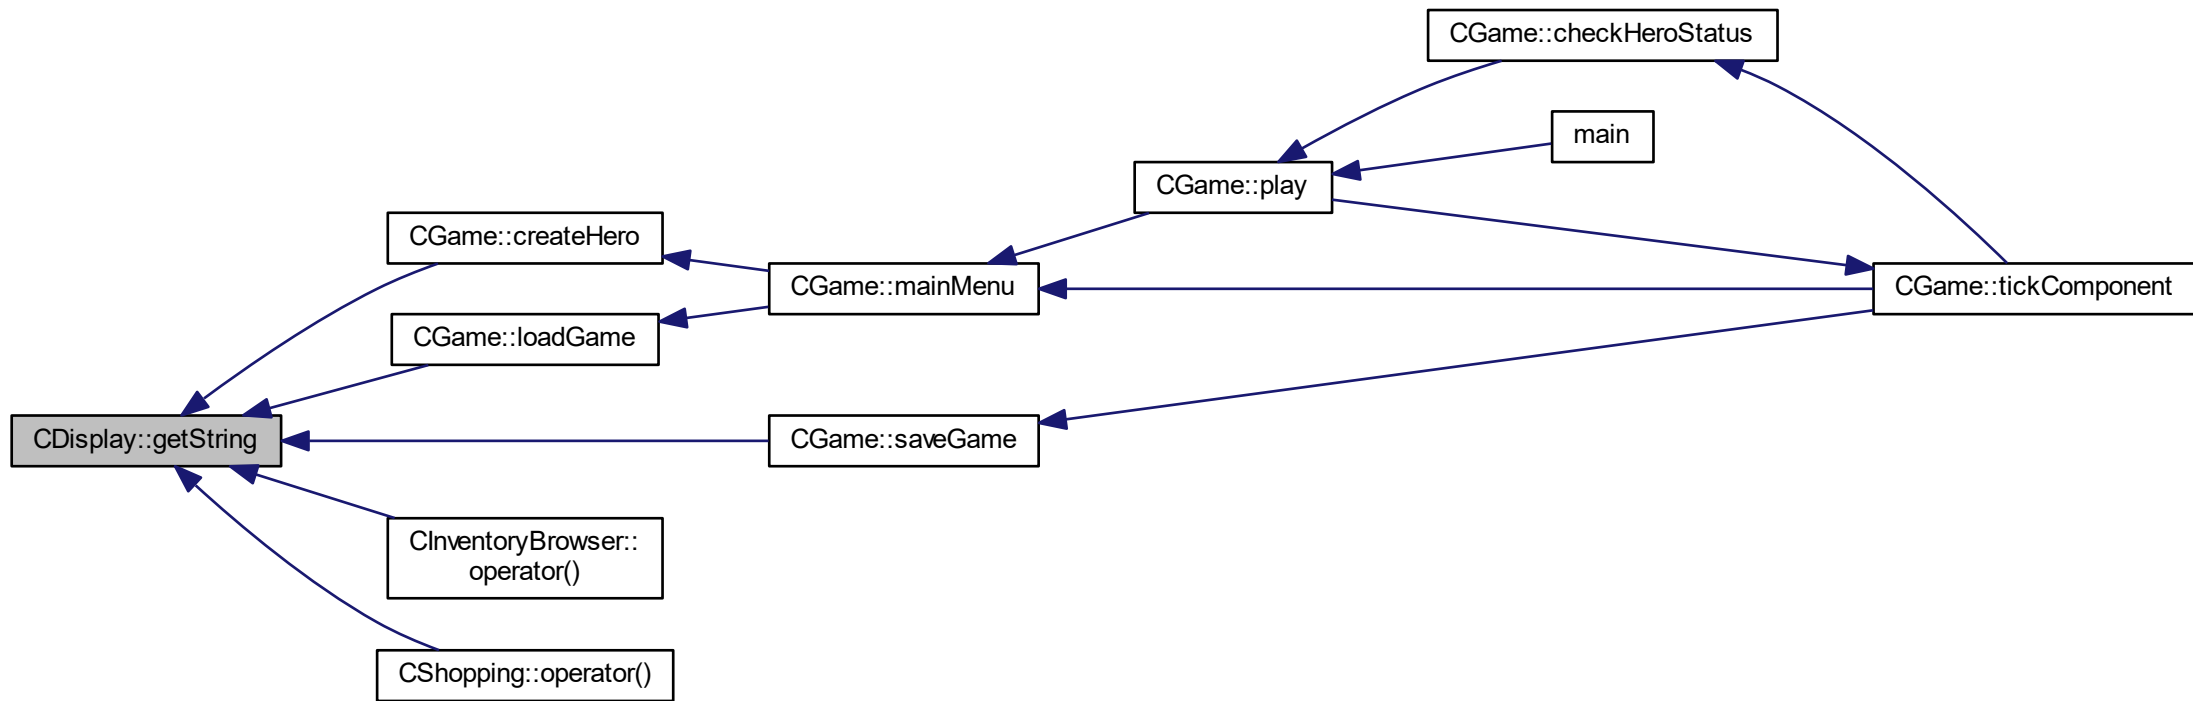 CGame::checkHeroStatus
main
CGame::play
CGame::createHero
CGame::mainMenu
CGame::tickComponent
CGame::loadGame
CDisplay::getString
CGame::saveGame
CInventoryBrowser::
operator()
CShopping::operator()